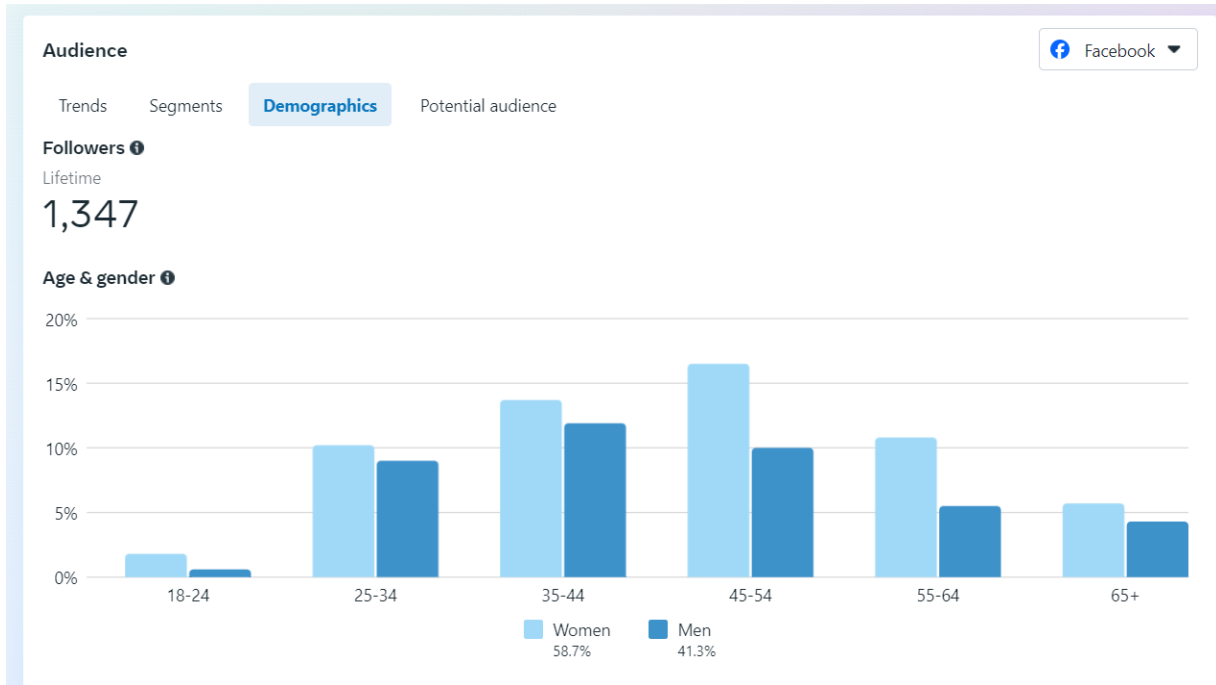 Audience
Facebook
Trends Segments Demographics Potential audience
Followers
Lifetime
1,347
Age & gender
20%
15%
10%
5%
0%
18-24 25-34 35-44 45-54 55-64 65+
Women Men
58.7% 41.3%